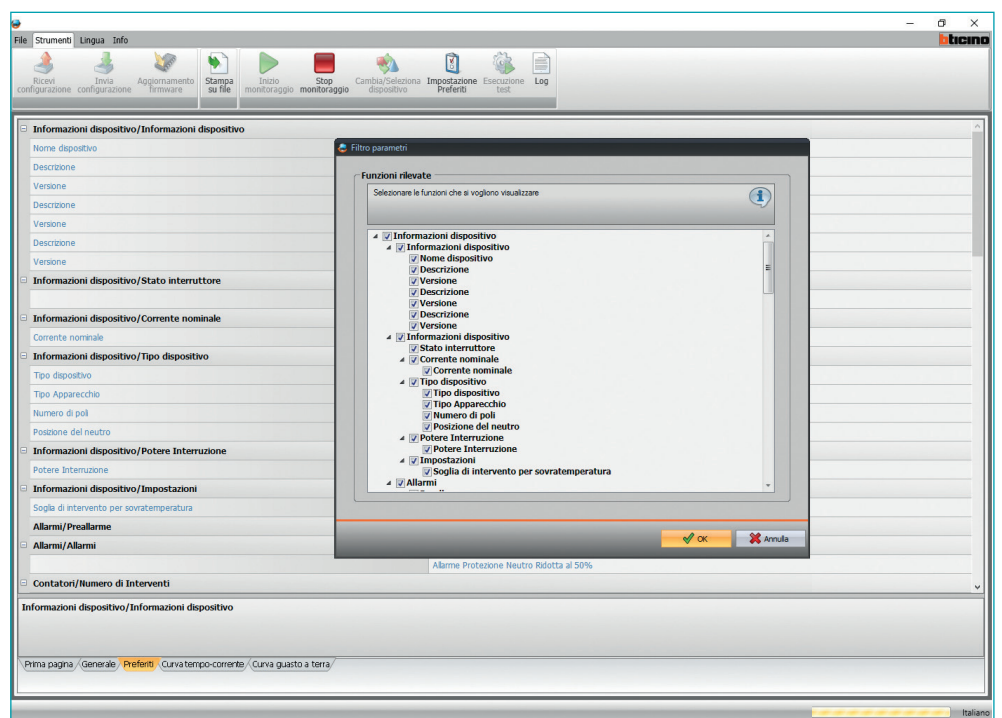 File Strumenti Lingua Info
bticino
Ricevi configurazione
Invia configurazione
Aggiornamento firmware
Stampa su file
Inizio monitoraggio
Stop monitoraggio
Cambia/Seleziona dispositivo
Impostazione Preferiti
Esecuzione test
Log
Informazioni dispositivo/Informazioni dispositivo
Nome dispositivo
Descrizione
Versione
Descrizione
Versione
Descrizione
Versione
Informazioni dispositivo/Stato interruttore
Informazioni dispositivo/Corrente nominale
Corrente nominale
Informazioni dispositivo/Tipo dispositivo
Tipo dispositivo
Tipo Apparecchio
Numero di poli
Posizione del neutro
Informazioni dispositivo/Potere Interruzione
Potere Interruzione
Informazioni dispositivo/Impostazioni
Soglia di intervento per sovratemperatura
Allarmi/Preallarme
Allarmi/Allarmi
Allarme Protezione Neutro Ridotta al 50%
Contatori/Numero di Interventi
Filtro parametri
Funzioni rilevate
Selezionare le funzioni che si vogliono visualizzare
Informazioni dispositivo
Informazioni dispositivo
Nome dispositivo
Descrizione
Versione
Descrizione
Versione
Descrizione
Versione
Informazioni dispositivo
Stato interruttore
Corrente nominale
Corrente nominale
Tipo dispositivo
Tipo dispositivo
Tipo Apparecchio
Numero di poli
Posizione del neutro
Potere Interruzione
Potere Interruzione
Impostazioni
Soglia di intervento per sovratemperatura
Allarmi
OK
Annulla
Informazioni dispositivo/Informazioni dispositivo
Prima pagina Generale Preferiti Curva tempo-corrente Curva guasto a terra
Italiano